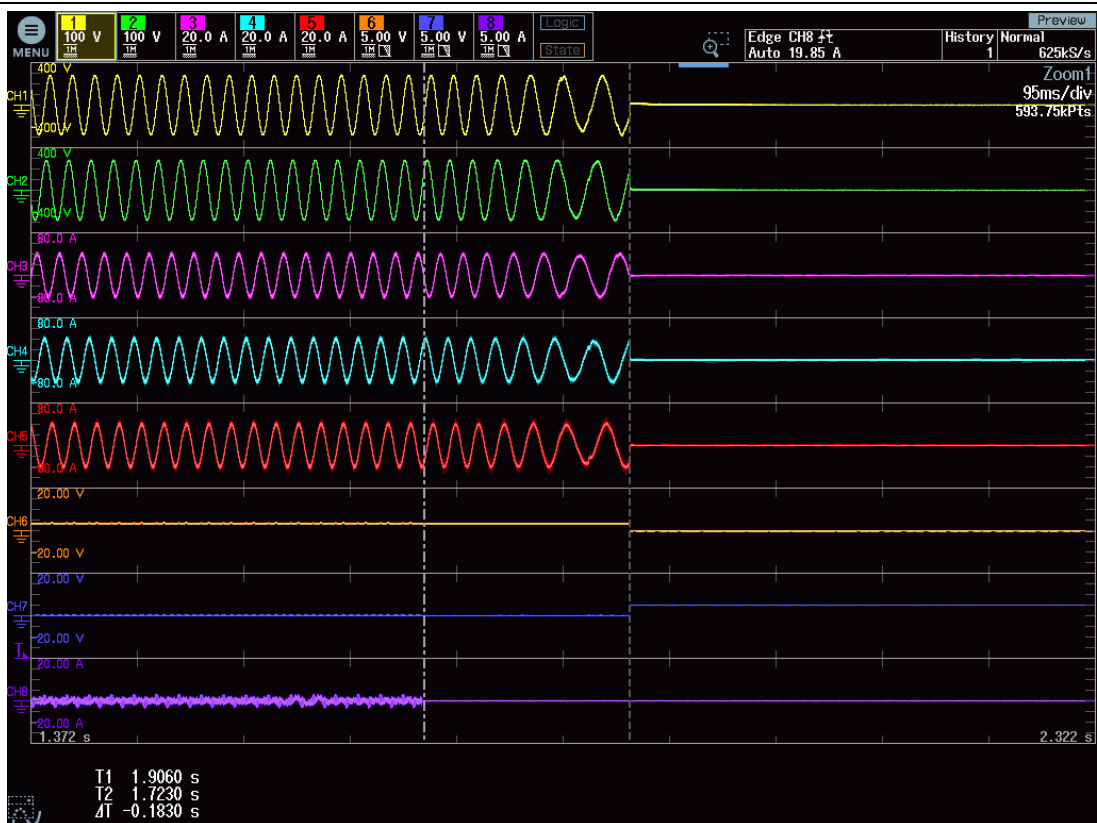 MENU
1 2 3 4 5 6 7 8 Logic Preview
100 V 100 V 20.0 A 20.0 A 20.0 A 5.00 V 5.00 V 5.00 A Edge CH8 History Normal
1M 1M 1M 1M 1M 1M 1M 1M State Auto 19.85 A 1 625kS/s
400 V Zoom1
CH1 95ms/div
-400 V 593.75kPts
400 V
CH2
-400 V
80.0 A
CH3
-80.0 A
80.0 A
CH4
-80.0 A
80.0 A
CH5
-80.0 A
20.00 V
CH6
-20.00 V
20.00 V
CH7
-20.00 V
T
20.00 A
CH8
-20.00 A
1.372 s 2.322 s
T1 1.9060 s
T2 1.7230 s
ΔT -0.1830 s